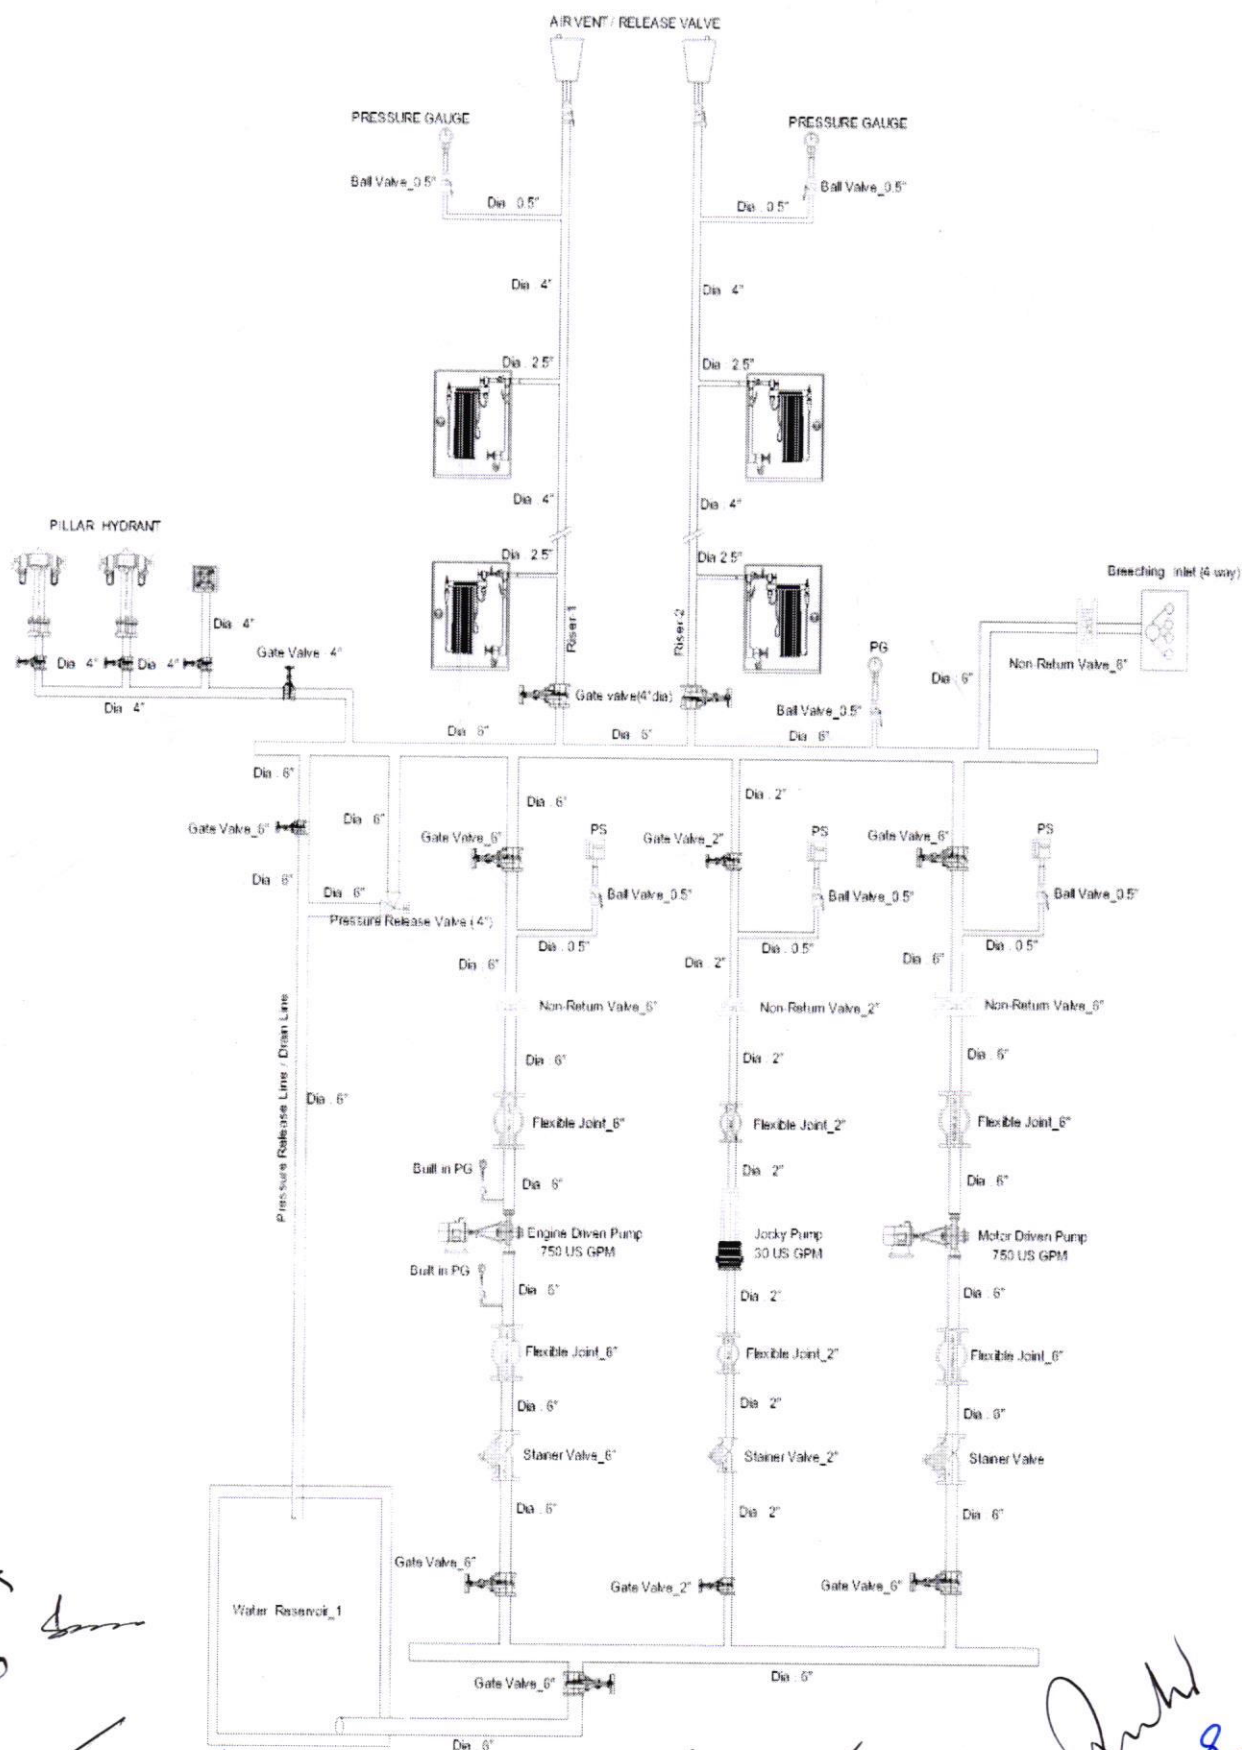 AIR VENT / RELEASE VALVE
PRESSURE GAUGE
PRESSURE GAUGE
Ball Valve_0.5"
Ball Valve_0.5"
Dia . 0.5"
Dia . 0.5"
Dia . 4"
Dia . 4"
Dia . 2.5"
Dia . 2.5"
Dia . 4"
Dia . 4"
PILLAR HYDRANT
Dia . 2.5"
Dia 2.5"
Breeching Inlet (4-way)
Dia . 4"
Riser-1
Riser-2
Gate Valve 4"
PG
Dia . 4"
Dia . 4"
Non-Return Valve_6"
Dia . 6"
Gate valve(4"dia)
Dia . 4"
Ball Valve_0.5"
Dia . 6"
Dia . 6"
Dia . 6"
Dia . 6"
Dia . 6"
Dia . 2"
Gate Valve_6"
Dia . 6"
Gate Valve_6"
PS
Gate Valve_2"
PS
Gate Valve_6"
PS
Dia . 6"
Dia . 6"
Ball Valve_0.5"
Ball Valve_0.5"
Ball Valve_0.5"
Pressure Release Valve (4")
Dia . 0.5"
Dia . 0.5"
Dia . 0.5"
Dia . 6"
Dia . 2"
Dia . 6"
Pressure Release Line / Drain Line
Non-Return Valve_6"
Non-Return Valve_2"
Non-Return Valve_6"
Dia . 6"
Dia . 2"
Dia . 6"
Dia . 6"
Flexible Joint_6"
Flexible Joint_2"
Flexible Joint_6"
Built in PG
Dia . 6"
Dia . 2"
Dia . 6"
Engine Driven Pump
750 US GPM
Jocky Pump
30 US GPM
Motor Driven Pump
750 US GPM
Built in PG
Dia . 6"
Dia . 2"
Dia . 6"
Flexible Joint_6"
Flexible Joint_2"
Flexible Joint_6"
Dia . 6"
Dia . 2"
Dia . 6"
Stainer Valve_6"
Stainer Valve_2"
Stainer Valve
Dia . 6"
Dia . 2"
Dia . 6"
Gate Valve_6"
Gate Valve_2"
Gate Valve_6"
Water Reservoir_1
Gate Valve_6"
Dia . 6"
Dia . 6"